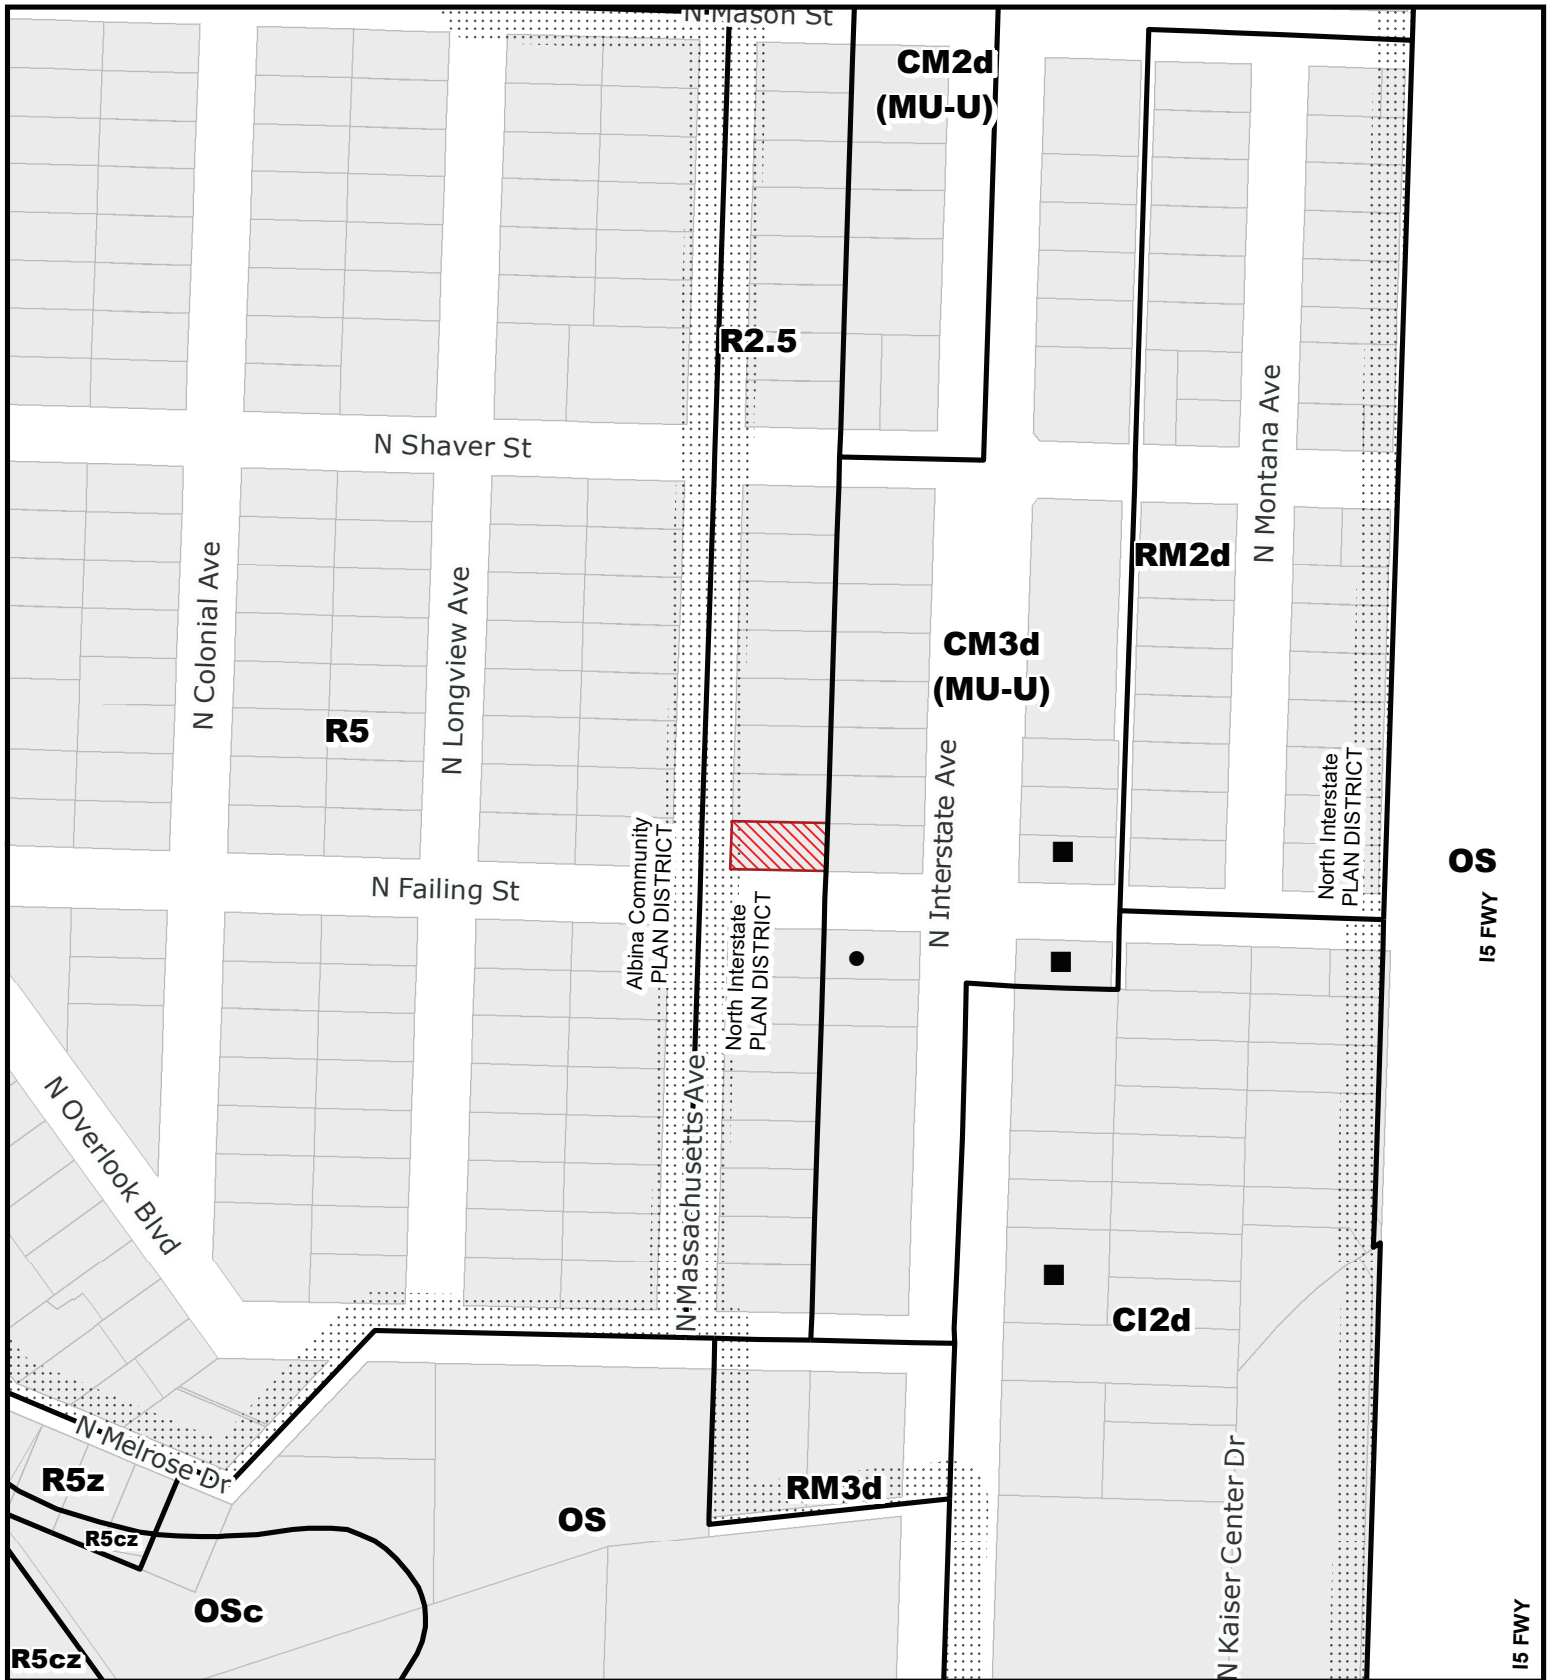 N Mason St
CM2d
(MU-U)
R2.5
N Shaver St
N Montana Ave
RM2d
N Colonial Ave
N Longview Ave
CM3d
(MU-U)
R5
N Interstate Ave
North Interstate
PLAN DISTRICT
Albina Community
PLAN DISTRICT
OS
I5 FWY
N Failing St
North Interstate
PLAN DISTRICT
N Massachusetts Ave
N Overlook Blvd
CI2d
N Melrose Dr
R5z
R5cz
RM3d
OS
N Kaiser Center Dr
OSc
R5cz
I5 FWY